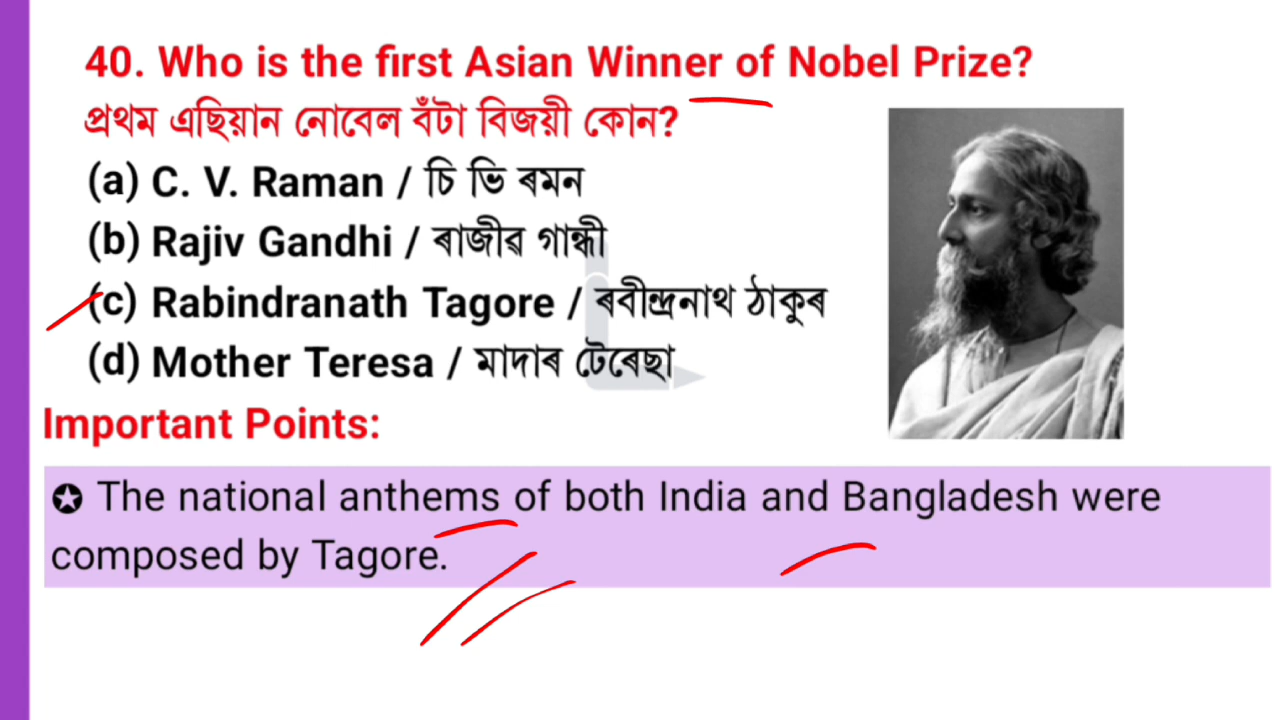 40. Who is the first Asian Winner of Nobel Prize?
প্ৰথম এছিয়ান নোবেল বঁটা বিজয়ী কোন?
(a) C. V. Raman / চি ভি ৰমন
(b) Rajiv Gandhi / ৰাজীৱ গান্ধী
(c) Rabindranath Tagore / ৰবীন্দ্ৰনাথ ঠাকুৰ
(d) Mother Teresa / মাদাৰ টেৰেছা
Important Points:
✪ The national anthems of both India and Bangladesh were
composed by Tagore.